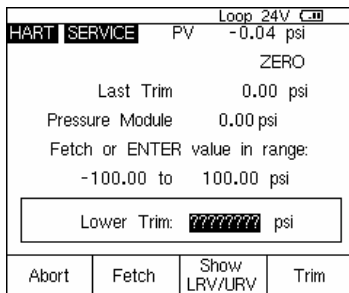 Loop 24V
HART SERVICE PV -0.04 psi
ZERO
Last Trim 0.00 psi
Pressure Module 0.00 psi
Fetch or ENTER value in range:
-100.00 to 100.00 psi
Lower Trim: ???????? psi
Abort Fetch Show LRV/URV Trim